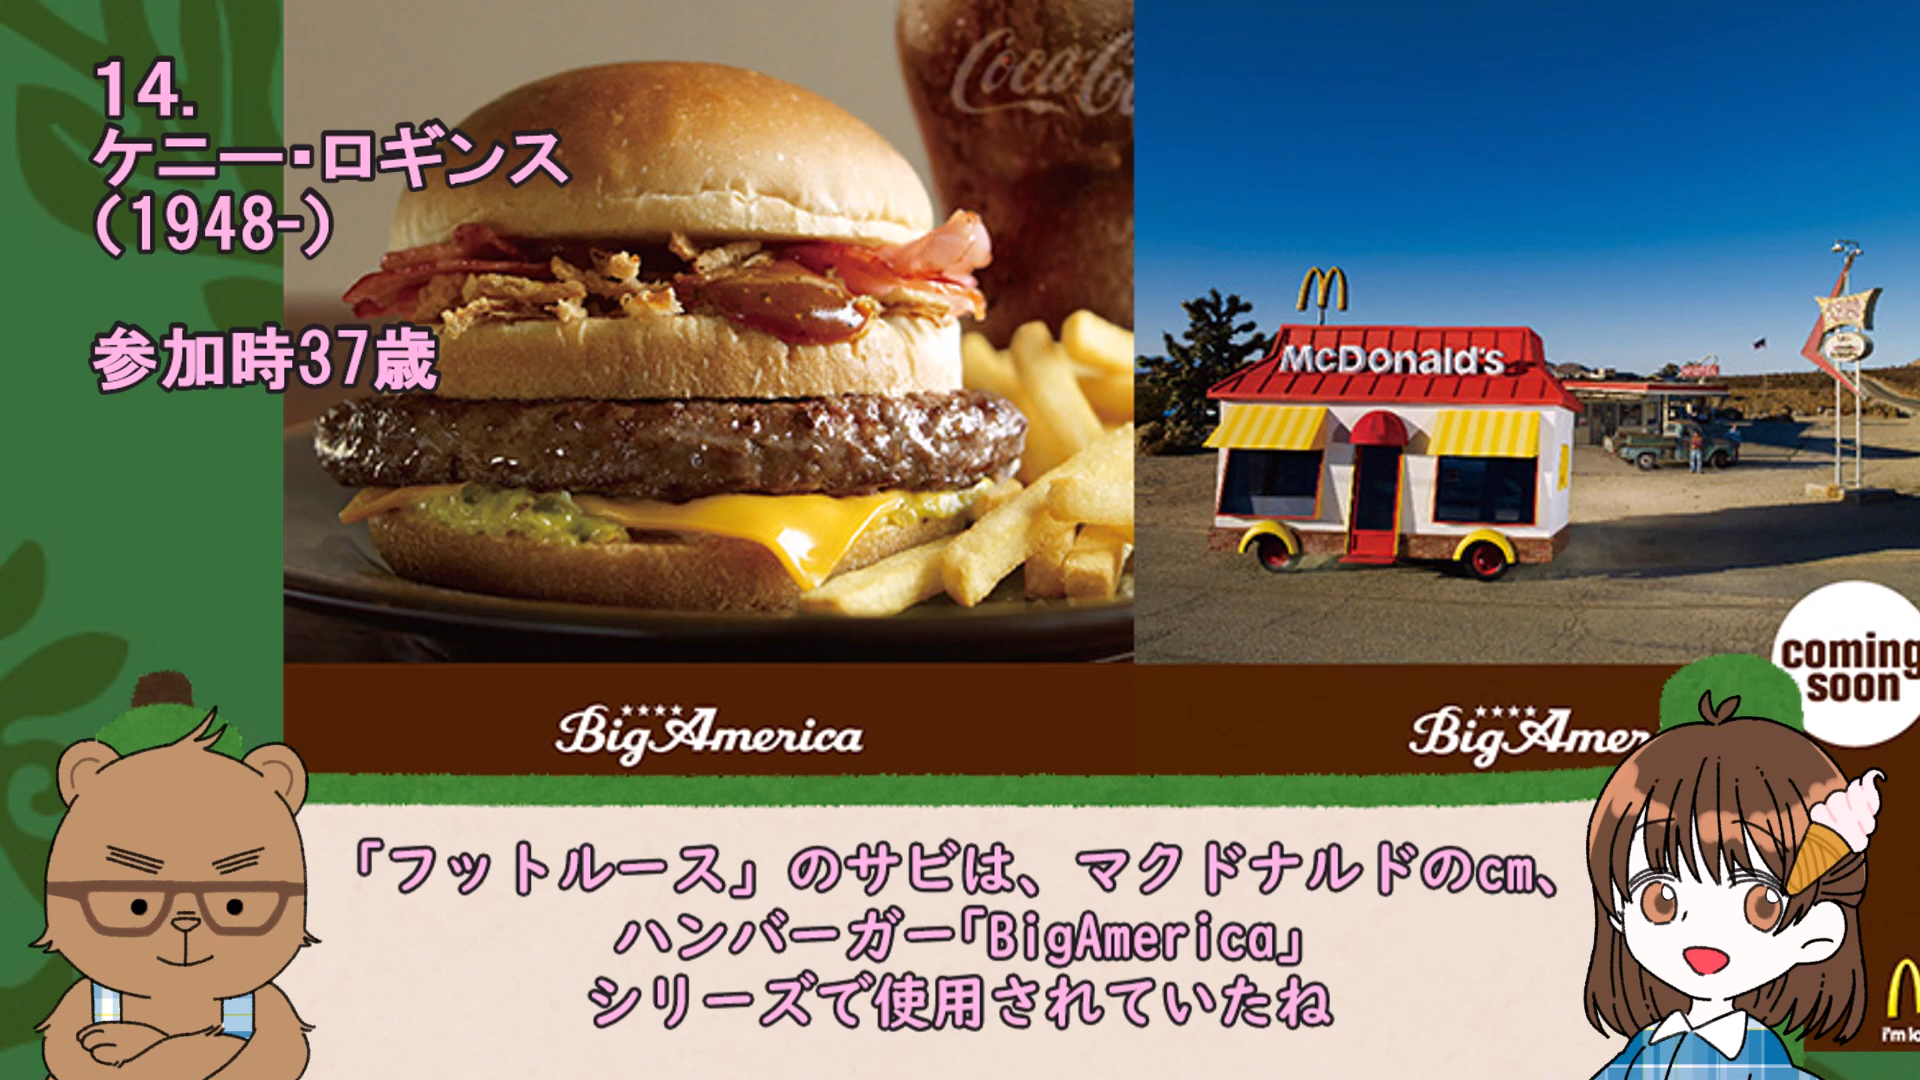 14.
ケニー・ロギンス
(1948-)
参加時37歳
Coca
McDonald's
coming
soon
BigAmerica
BigAmer
「フットルース」のサビは、マクドナルドのcm、
ハンバーガー「BigAmerica」
シリーズで使用されていたね
i'm lo